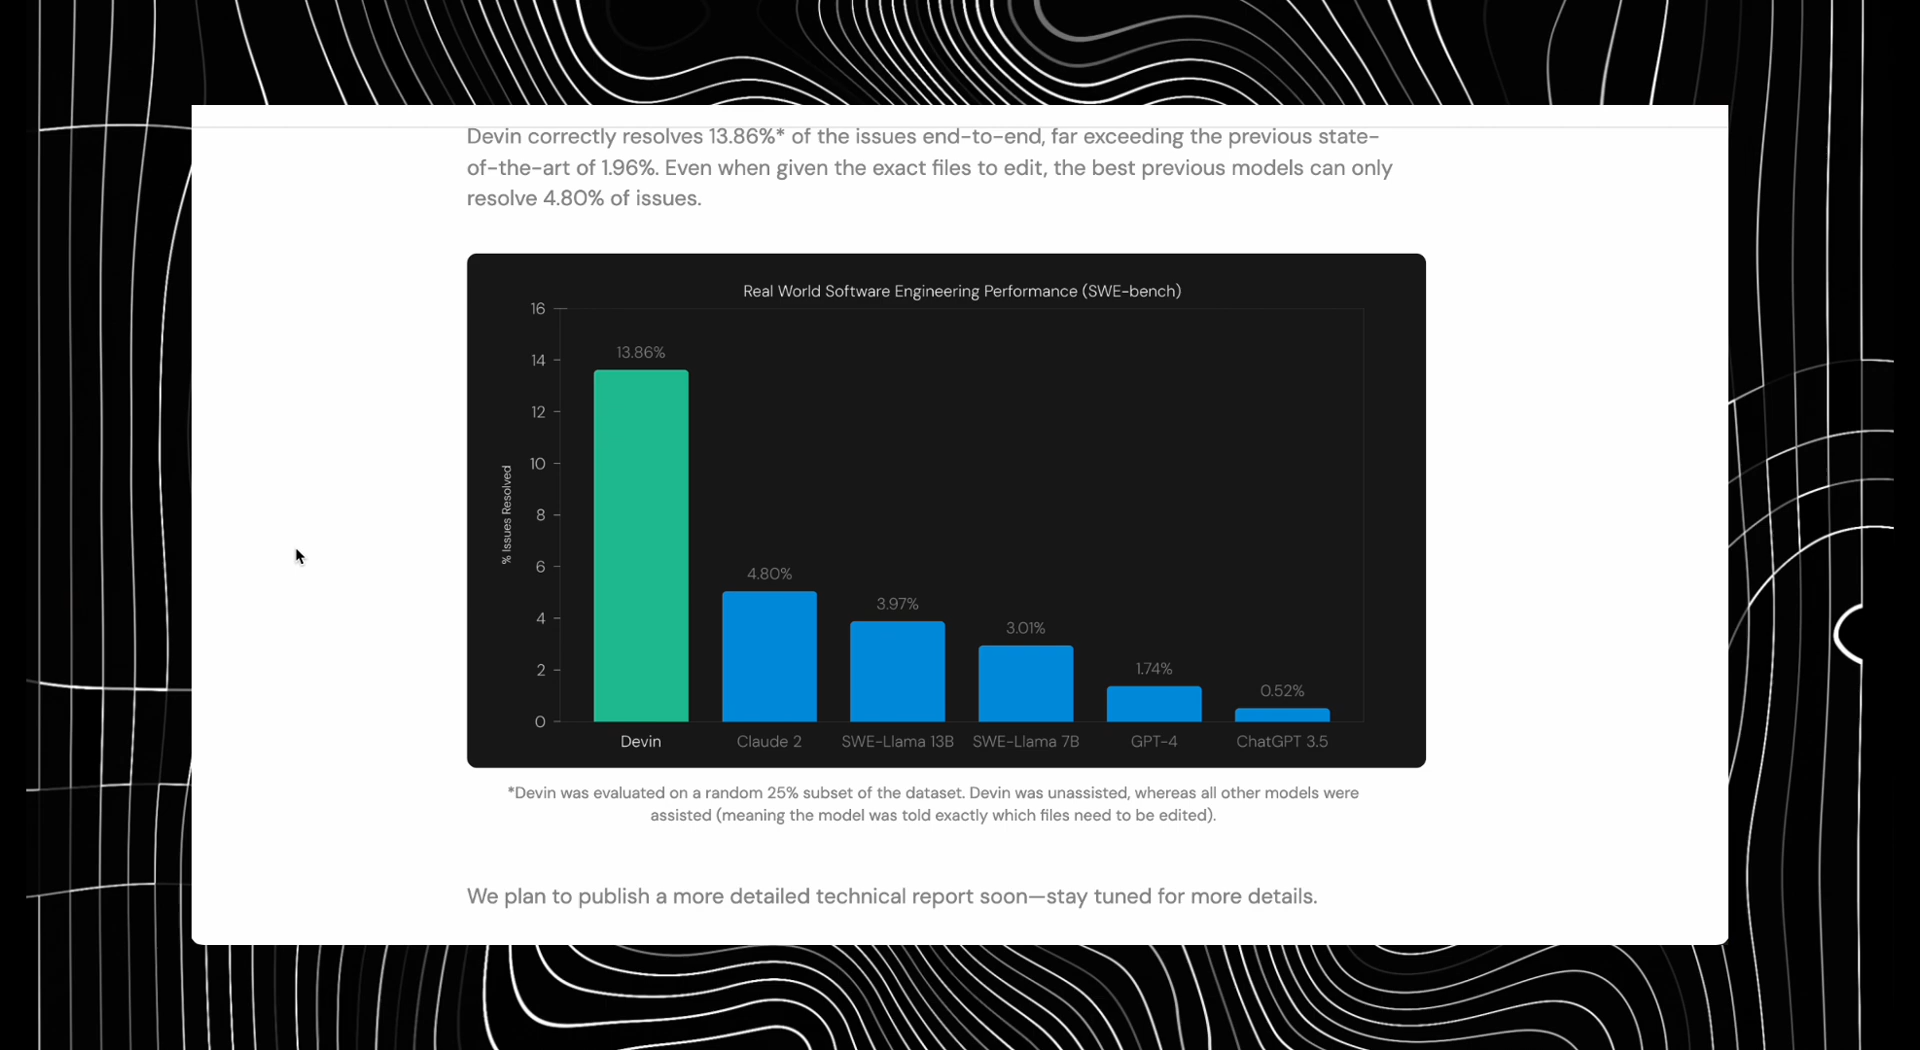 Devin correctly resolves 13.86%* of the issues end-to-end, far exceeding the previous state-
of-the-art of 1.96%. Even when given the exact files to edit, the best previous models can only
resolve 4.80% of issues.
Real World Software Engineering Performance (SWE-bench)
% Issues Resolved
16
14
12
10
8
6
4
2
0
13.86%
4.80%
3.97%
3.01%
1.74%
0.52%
Devin
Claude 2
SWE-Llama 13B
SWE-Llama 7B
GPT-4
ChatGPT 3.5
*Devin was evaluated on a random 25% subset of the dataset. Devin was unassisted, whereas all other models were
assisted (meaning the model was told exactly which files need to be edited).
We plan to publish a more detailed technical report soon—stay tuned for more details.